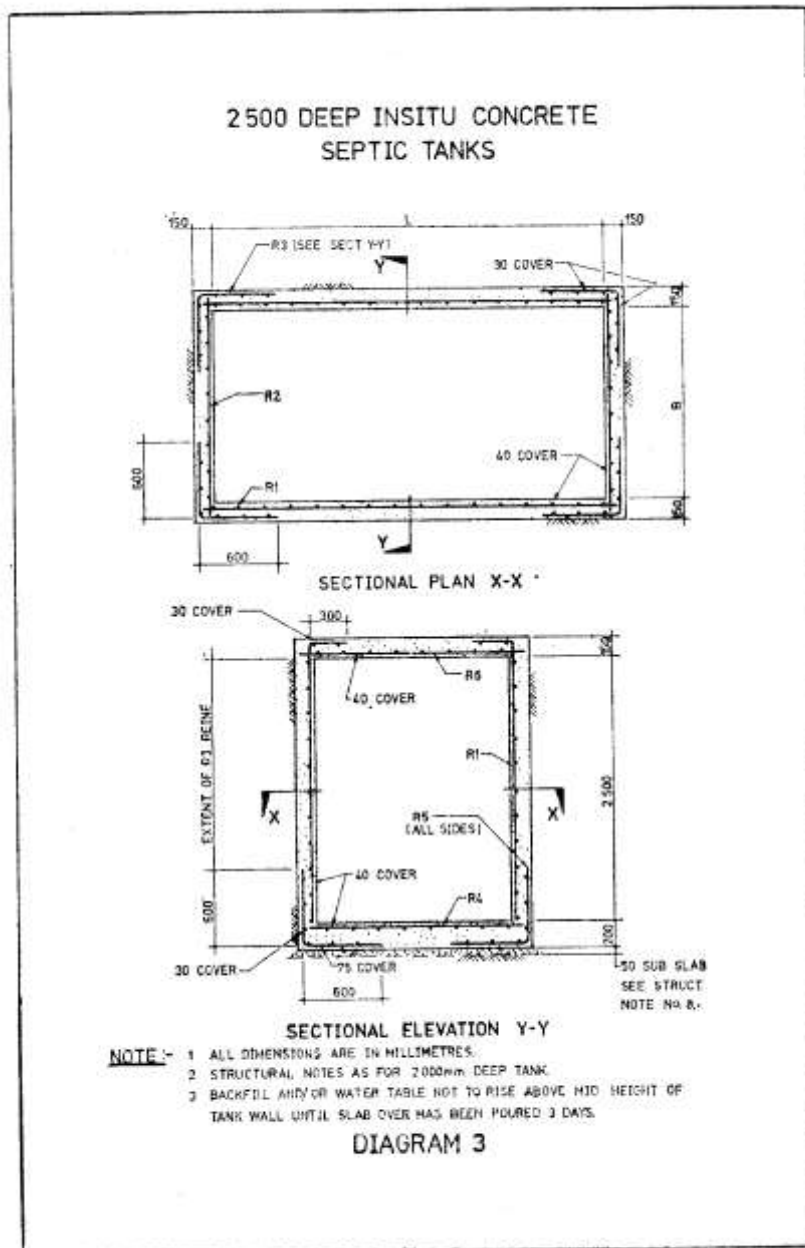 2500 DEEP INSITU CONCRETE
SEPTIC TANKS
150
L
150
R3 (SEE SECT Y-Y)
Y
30 COVER
150
R2
B
600
40 COVER
R1
150
Y
600
SECTIONAL PLAN X-X
30 COVER
300
R6
40 COVER
EXTENT OF R3 REINF
R1
2500
X
X
R5
(ALL SIDES)
40 COVER
600
R4
200
30 COVER
75 COVER
50 SUB SLAB
600
SEE STRUCT
NOTE No. 8.
SECTIONAL ELEVATION Y-Y
NOTE:- 1 ALL DIMENSIONS ARE IN MILLIMETRES.
2 STRUCTURAL NOTES AS FOR 2000mm DEEP TANK.
3 BACKFILL AND/OR WATER TABLE NOT TO RISE ABOVE MID HEIGHT OF
TANK WALL UNTIL SLAB OVER HAS BEEN POURED 3 DAYS.
DIAGRAM 3